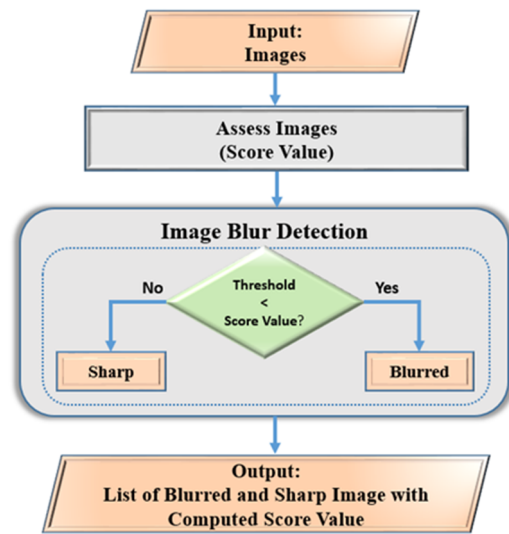 Input:
Images
Assess Images
(Score Value)
Image Blur Detection
Threshold
<
Score Value?
No
Yes
Sharp
Blurred
Output:
List of Blurred and Sharp Image with
Computed Score Value